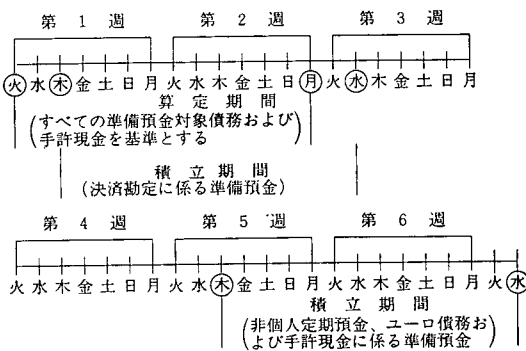 第1週 第2週 第3週
火水木金土日月火水木金土日月火水木金土日月
算定期間
(すべての準備預金対象債務および
手許現金を基準とする)
積立期間
(決済勘定に係る準備預金)
第4週 第5週 第6週
火水木金土日月火水木金土日月火水木金土日月火水
積立期間
(非個人定期預金、ユーロ債務お
よび手許現金に係る準備預金)